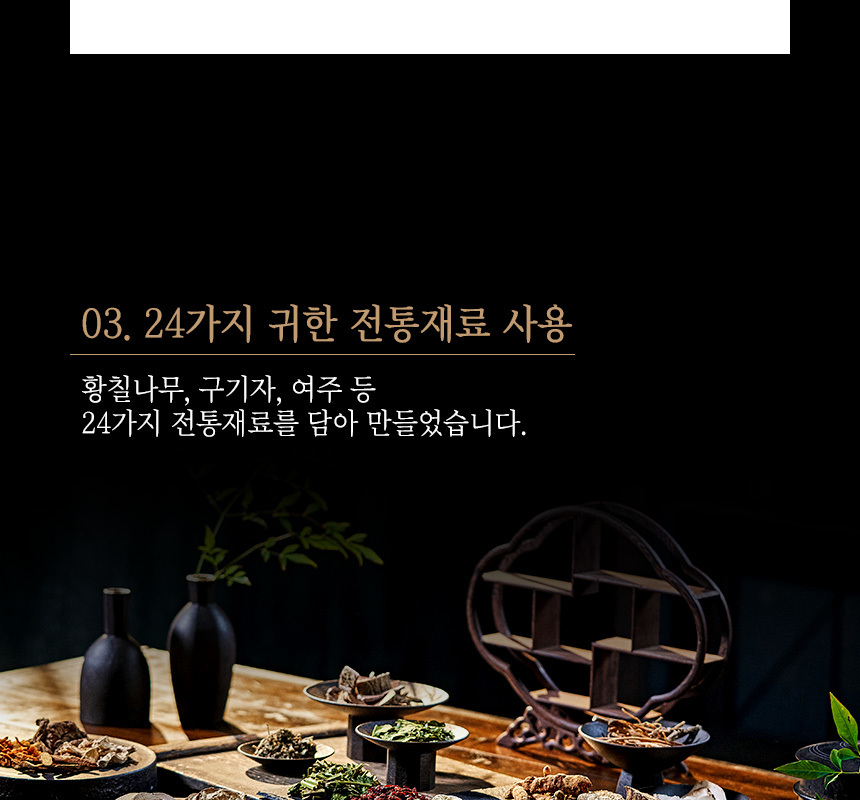 03. 24가지 귀한 전통재료 사용
황칠나무, 구기자, 여주 등
24가지 전통재료를 담아 만들었습니다.